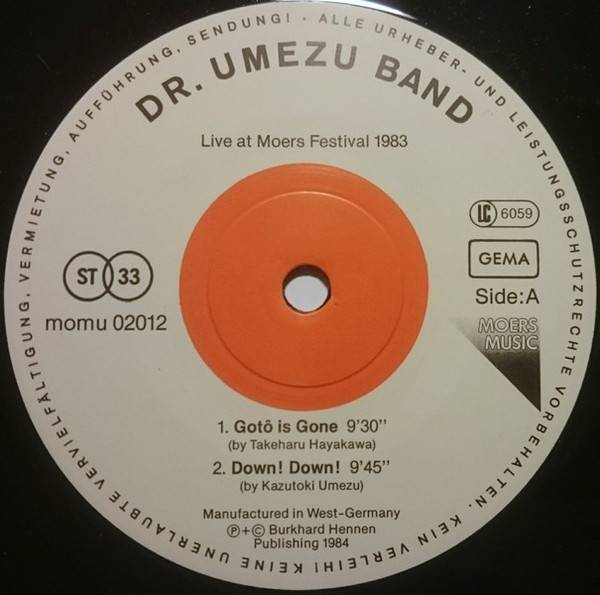 ALLE URHEBER- UND LEISTUNGSSCHUTZRECHTE VORBEHALTEN. KEIN VERLEIH! KEINE UNERLAUBTE VERVIELFÄLTIGUNG, VERMIETUNG, AUFFÜHRUNG, SENDUNG! ·
DR. UMEZU BAND
Live at Moers Festival 1983
LC 6059
GEMA
ST 33
Side:A
momu 02012
MOERS
MUSIC
1. Gotô is Gone 9'30''
(by Takeharu Hayakawa)
2. Down! Down! 9'45''
(by Kazutoki Umezu)
Manufactured in West-Germany
℗+© Burkhard Hennen
Publishing 1984